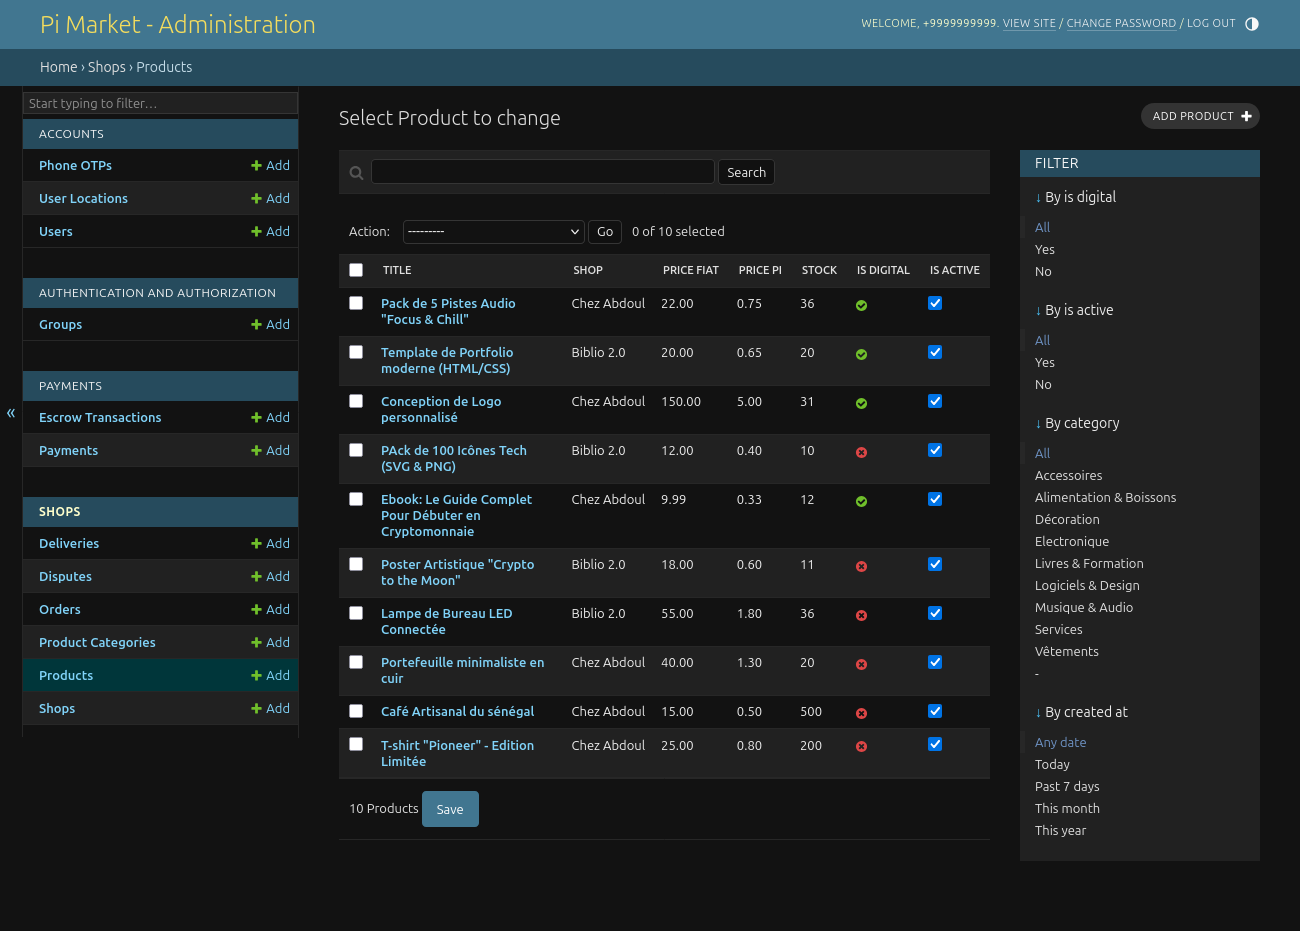 Pi Market - Administration
WELCOME, +9999999999. VIEW SITE / CHANGE PASSWORD / LOG OUT
Home › Shops › Products
Start typing to filter...
ACCOUNTS
Phone OTPs Add
User Locations Add
Users Add
AUTHENTICATION AND AUTHORIZATION
Groups Add
PAYMENTS
Escrow Transactions Add
Payments Add
SHOPS
Deliveries Add
Disputes Add
Orders Add
Product Categories Add
Products Add
Shops Add
«
Select Product to change
ADD PRODUCT
Search
Action: --------- Go 0 of 10 selected
TITLE SHOP PRICE FIAT PRICE PI STOCK IS DIGITAL IS ACTIVE
Pack de 5 Pistes Audio Chez Abdoul 22.00 0.75 36
"Focus & Chill"
Template de Portfolio Biblio 2.0 20.00 0.65 20
moderne (HTML/CSS)
Conception de Logo Chez Abdoul 150.00 5.00 31
personnalisé
PAck de 100 Icônes Tech Biblio 2.0 12.00 0.40 10
(SVG & PNG)
Ebook: Le Guide Complet Chez Abdoul 9.99 0.33 12
Pour Débuter en
Cryptomonnaie
Poster Artistique "Crypto Biblio 2.0 18.00 0.60 11
to the Moon"
Lampe de Bureau LED Biblio 2.0 55.00 1.80 36
Connectée
Portefeuille minimaliste en Chez Abdoul 40.00 1.30 20
cuir
Café Artisanal du sénégal Chez Abdoul 15.00 0.50 500
T-shirt "Pioneer" - Edition Chez Abdoul 25.00 0.80 200
Limitée
10 Products Save
FILTER
↓ By is digital
All
Yes
No
↓ By is active
All
Yes
No
↓ By category
All
Accessoires
Alimentation & Boissons
Décoration
Electronique
Livres & Formation
Logiciels & Design
Musique & Audio
Services
Vêtements
-
↓ By created at
Any date
Today
Past 7 days
This month
This year